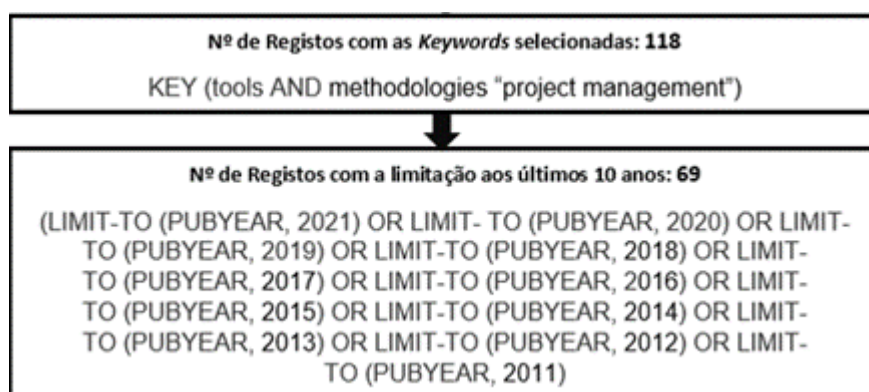 Nº de Registos com as Keywords selecionadas: 118
KEY (tools AND methodologies “project management”)
Nº de Registos com a limitação aos últimos 10 anos: 69
(LIMIT-TO (PUBYEAR, 2021) OR LIMIT- TO (PUBYEAR, 2020) OR LIMIT-
TO (PUBYEAR, 2019) OR LIMIT-TO (PUBYEAR, 2018) OR LIMIT-
TO (PUBYEAR, 2017) OR LIMIT-TO (PUBYEAR, 2016) OR LIMIT-
TO (PUBYEAR, 2015) OR LIMIT-TO (PUBYEAR, 2014) OR LIMIT-
TO (PUBYEAR, 2013) OR LIMIT-TO (PUBYEAR, 2012) OR LIMIT-
TO (PUBYEAR, 2011)